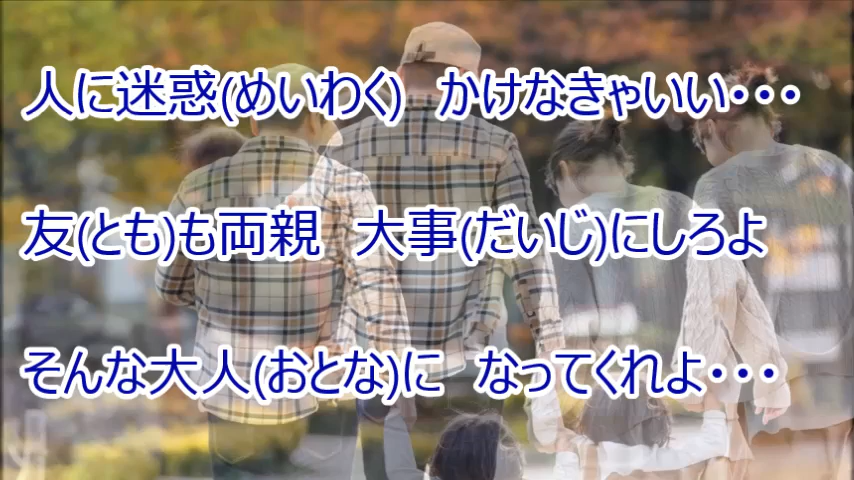 人に迷惑(めいわく)　かけなきゃいい・・・
友(とも)も両親　大事(だいじ)にしろよ
そんな大人(おとな)に　なってくれよ・・・